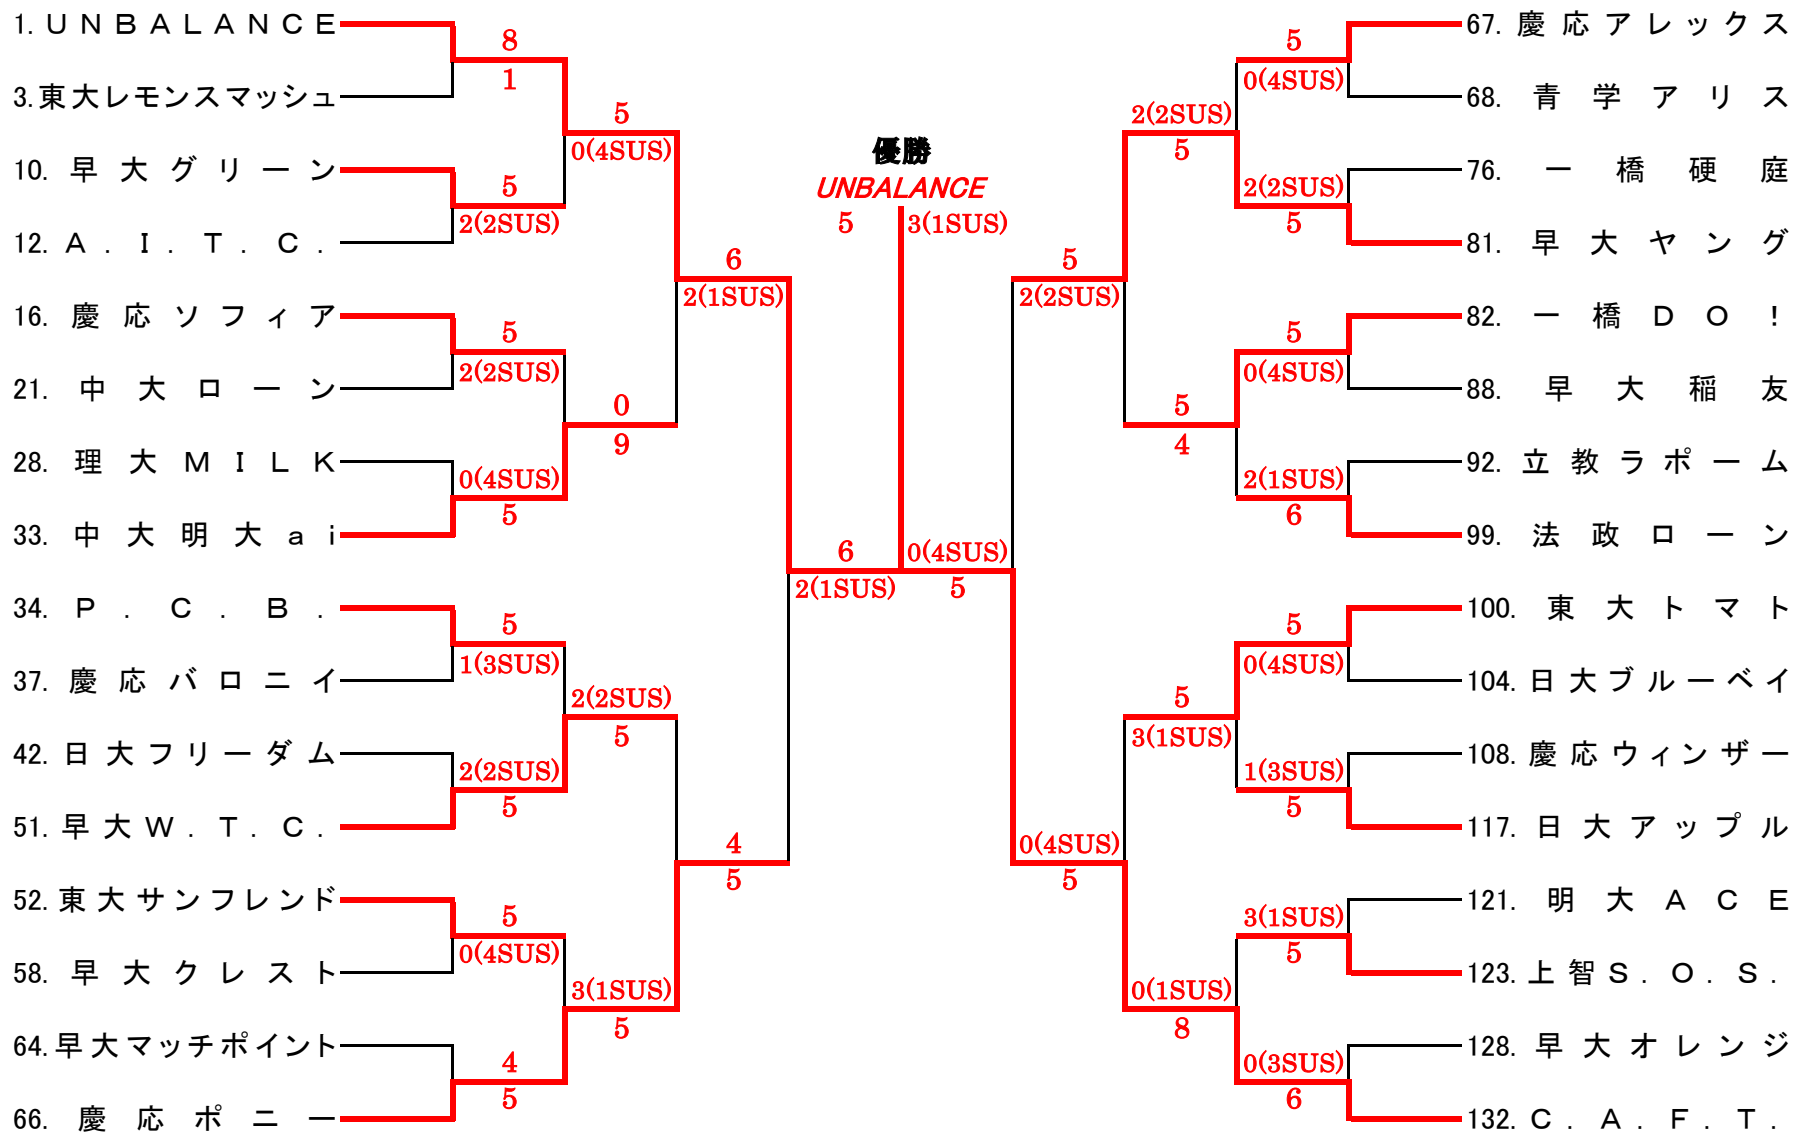 1. UNBALANCE
8
1
3. 東大レモンスマッシュ
5
0(4SUS)
10. 早大グリーン
5
2(2SUS)
12. A.I.T.C.
6
2(1SUS)
16. 慶応ソフィア
5
2(2SUS)
21. 中大ローン
0
9
28. 理大MILK
0(4SUS)
5
33. 中大明大ai
6
2(1SUS)
34. P.C.B.
5
1(3SUS)
37. 慶応バロニイ
2(2SUS)
5
42. 日大フリーダム
2(2SUS)
5
51. 早大W.T.C.
4
5
52. 東大サンフレンド
5
0(4SUS)
58. 早大クレスト
3(1SUS)
5
64. 早大マッチポイント
4
5
66. 慶応ポニー
優勝
UNBALANCE
5 3(1SUS)
67. 慶応アレックス
5
0(4SUS)
68. 青学アリス
2(2SUS)
5
76. 一橋硬庭
2(2SUS)
5
81. 早大ヤング
5
2(2SUS)
82. 一橋DO!
5
0(4SUS)
88. 早大稲友
5
4
92. 立教ラポーム
2(1SUS)
6
99. 法政ローン
0(4SUS)
5
100. 東大トマト
5
0(4SUS)
104. 日大ブルーベイ
5
3(1SUS)
108. 慶応ウィンザー
1(3SUS)
5
117. 日大アップル
0(4SUS)
5
121. 明大ACE
3(1SUS)
5
123. 上智S.O.S.
0(1SUS)
8
128. 早大オレンジ
0(3SUS)
6
132. C.A.F.T.